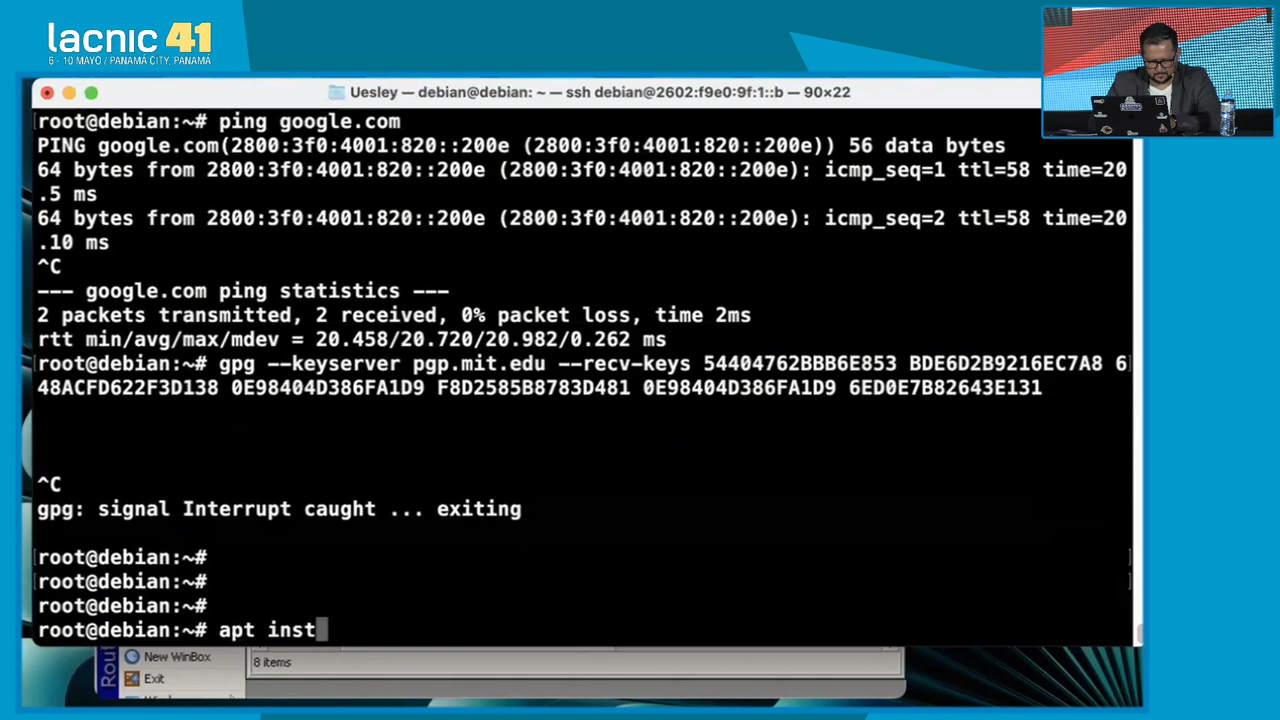 lacnic 41
6 - 10 MAYO / PANAMÁ CITY, PANAMÁ
Uesley — debian@debian: ~ — ssh debian@2602:f9e0:9f:1::b — 90×22
root@debian:~# ping google.com
PING google.com(2800:3f0:4001:820::200e (2800:3f0:4001:820::200e)) 56 data bytes
64 bytes from 2800:3f0:4001:820::200e (2800:3f0:4001:820::200e): icmp_seq=1 ttl=58 time=20
.5 ms
64 bytes from 2800:3f0:4001:820::200e (2800:3f0:4001:820::200e): icmp_seq=2 ttl=58 time=20
.10 ms
^C
--- google.com ping statistics ---
2 packets transmitted, 2 received, 0% packet loss, time 2ms
rtt min/avg/max/mdev = 20.458/20.720/20.982/0.262 ms
root@debian:~# gpg --keyserver pgp.mit.edu --recv-keys 54404762BBB6E853 BDE6D2B9216EC7A8 6
48ACFD622F3D138 0E98404D386FA1D9 F8D2585B8783D481 0E98404D386FA1D9 6ED0E7B82643E131
^C
gpg: signal Interrupt caught ... exiting
root@debian:~#
root@debian:~#
root@debian:~#
root@debian:~# apt inst
New WinBox
8 items
Exit